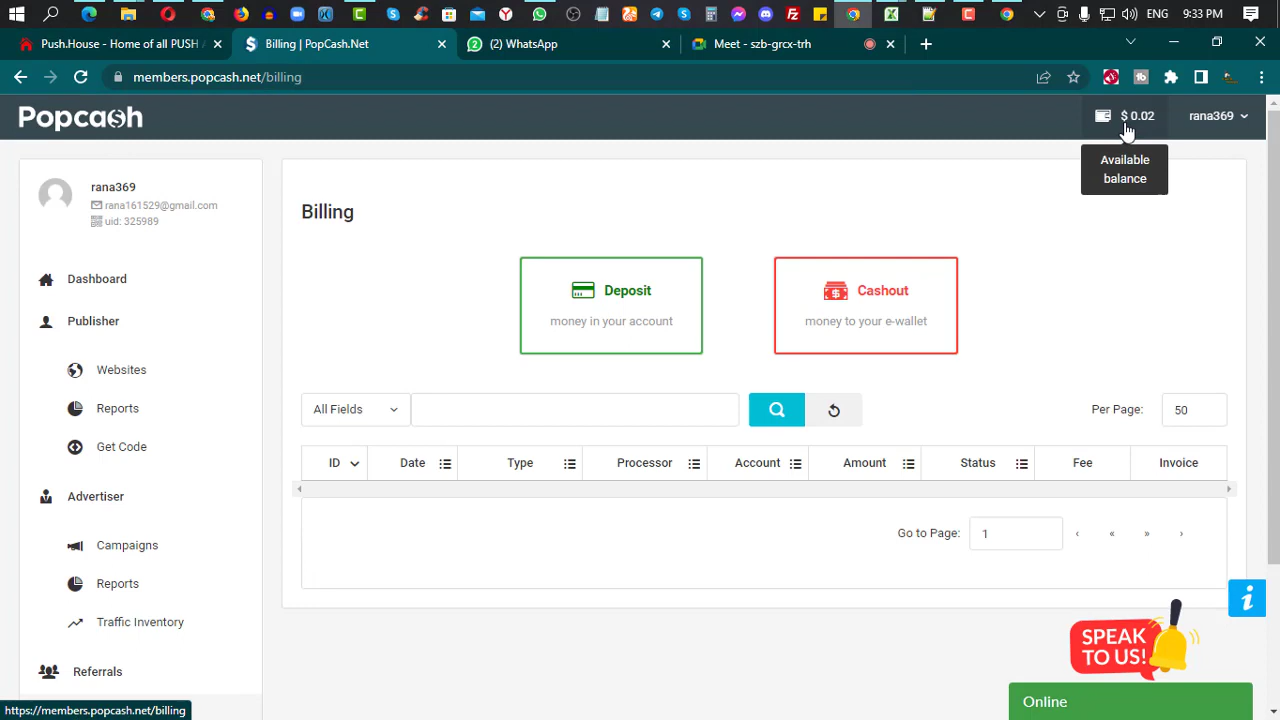 ENG
3:33 PM
Push.House - Home of all PUSH A
Billing | PopCash.Net
(2) WhatsApp
Meet - szb-grcx-trh
members.popcash.net/billing
Popcash
$ 0.02
rana369
Available
balance
rana369
rana161529@gmail.com
uid: 325989
Billing
Deposit
money in your account
Cashout
money to your e-wallet
Dashboard
Publisher
Websites
Reports
Get Code
Advertiser
Campaigns
Reports
Traffic Inventory
Referrals
All Fields
Per Page:
50
ID
Date
Type
Processor
Account
Amount
Status
Fee
Invoice
Go to Page:
1
‹
«
»
›
i
SPEAK
TO US!
Online
https://members.popcash.net/billing